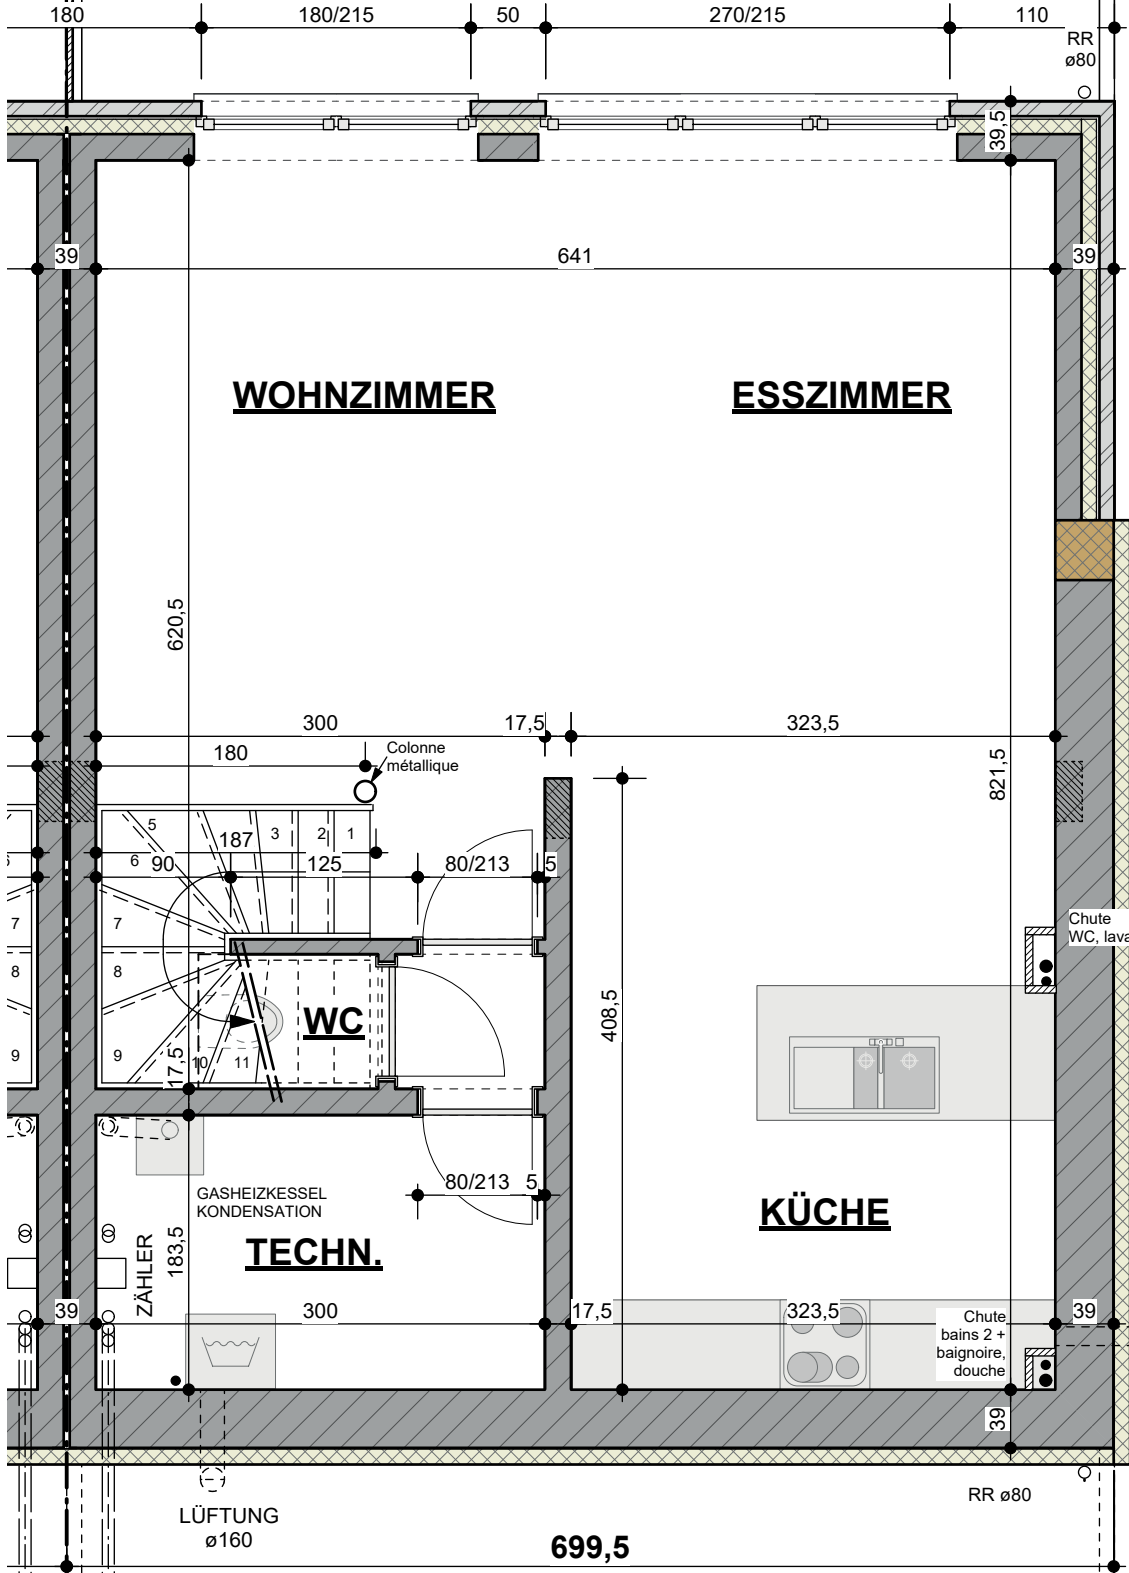 180 180/215 50 270/215 110
RR
ø80
39,5
39 641 39
WOHNZIMMER ESSZIMMER
620,5
300 17,5 323,5
180 Colonne
métallique
821,5
5 187 3 2 1
6 90 125 80/213 5
7 7
Chute
8 8
WC
408,5
9 9 10 11
17,5
GASHEIZKESSEL
KONDENSATION
80/213 5
KÜCHE
TECHN.
ZÄHLER
183,5
39 300 17,5 323,5 39
Chute
bains 2 +
baignoire,
douche
39
RR ø80
LÜFTUNG
ø160
699,5